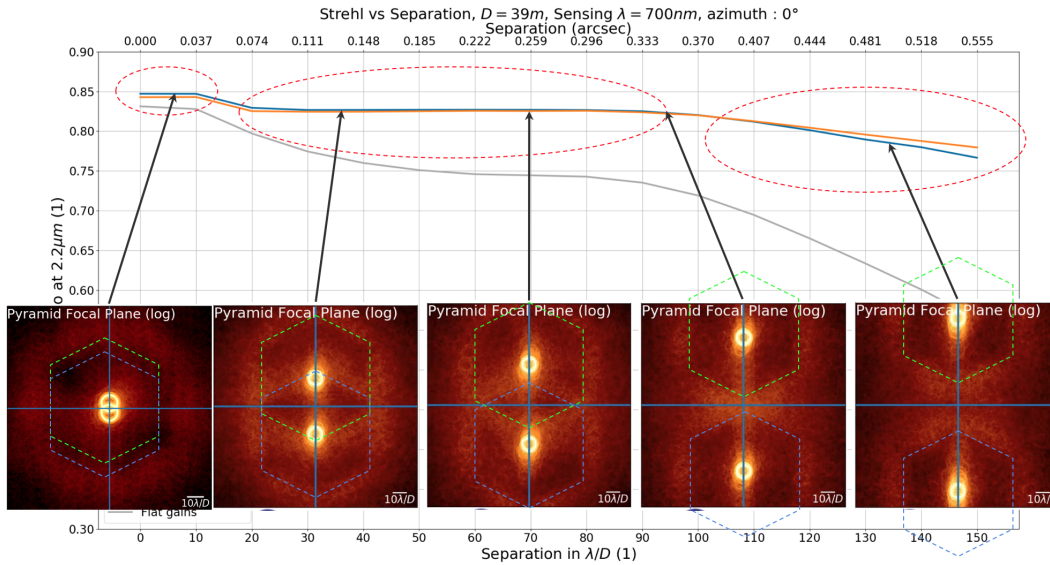 Strehl vs Separation, D = 39m, Sensing λ = 700nm, azimuth : 0°
Separation (arcsec)
0.000 0.037 0.074 0.111 0.148 0.185 0.222 0.259 0.296 0.333 0.370 0.407 0.444 0.481 0.518 0.555
0.90
0.85
0.80
0.75
0.70
0.65
0.60
o at 2.2μm (1)
Pyramid Focal Plane (log) Pyramid Focal Plane (log) Pyramid Focal Plane (log) Pyramid Focal Plane (log) Pyramid Focal Plane (log)
10λ/D 10λ/D 10λ/D 10λ/D 10λ/D
Flat gains
0.30
0 10 20 30 40 50 60 70 80 90 100 110 120 130 140 150
Separation in λ/D (1)